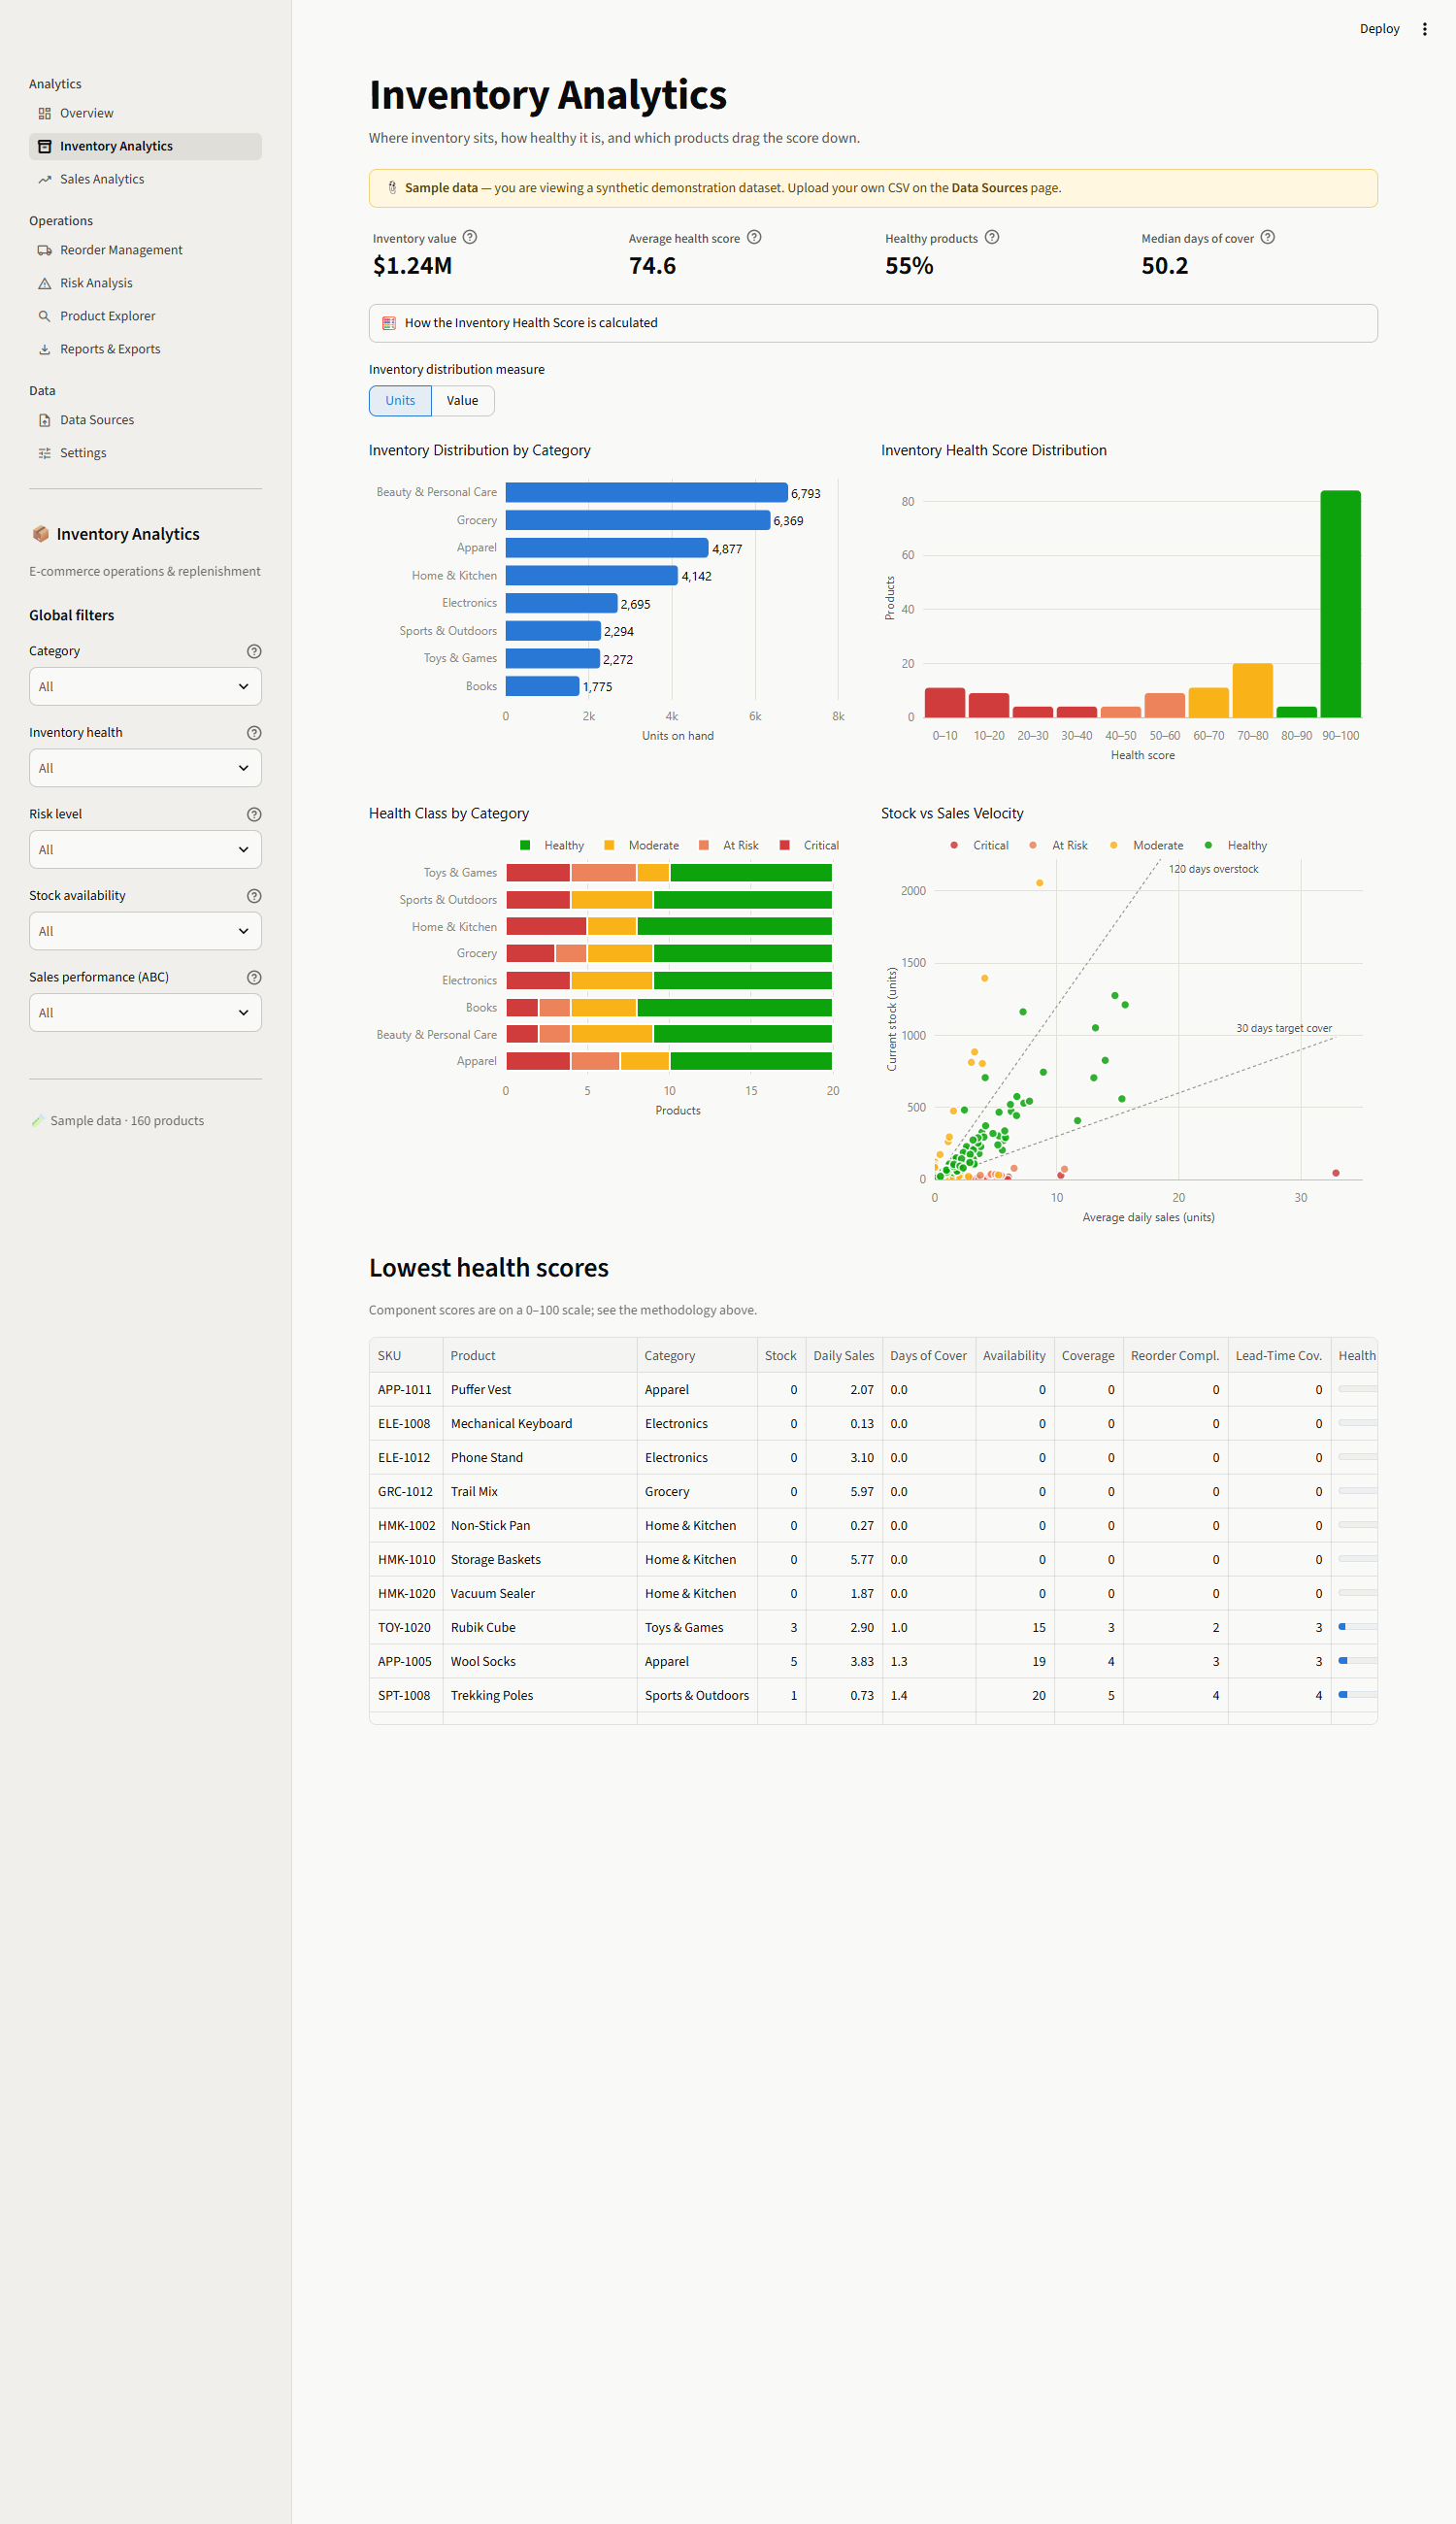 Deploy
Analytics
Overview
Inventory Analytics
Sales Analytics
Operations
Reorder Management
Risk Analysis
Product Explorer
Reports & Exports
Data
Data Sources
Settings
Inventory Analytics
E-commerce operations & replenishment
Global filters
Category
All
Inventory health
All
Risk level
All
Stock availability
All
Sales performance (ABC)
All
Sample data · 160 products
Inventory Analytics
Where inventory sits, how healthy it is, and which products drag the score down.
Sample data — you are viewing a synthetic demonstration dataset. Upload your own CSV on the Data Sources page.
Inventory value
$1.24M
Average health score
74.6
Healthy products
55%
Median days of cover
50.2
How the Inventory Health Score is calculated
Inventory distribution measure
Units Value
Inventory Distribution by Category
Beauty & Personal Care 6,793
Grocery 6,369
Apparel 4,877
Home & Kitchen 4,142
Electronics 2,695
Sports & Outdoors 2,294
Toys & Games 2,272
Books 1,775
0 2k 4k 6k 8k
Units on hand
Inventory Health Score Distribution
80
60
40
20
0
Products
0–10 10–20 20–30 30–40 40–50 50–60 60–70 70–80 80–90 90–100
Health score
Health Class by Category
Healthy Moderate At Risk Critical
Toys & Games
Sports & Outdoors
Home & Kitchen
Grocery
Electronics
Books
Beauty & Personal Care
Apparel
0 5 10 15 20
Products
Stock vs Sales Velocity
Critical At Risk Moderate Healthy
120 days overstock
30 days target cover
2000
1500
1000
500
0
Current stock (units)
0 10 20 30
Average daily sales (units)
Lowest health scores
Component scores are on a 0–100 scale; see the methodology above.
SKU Product Category Stock Daily Sales Days of Cover Availability Coverage Reorder Compl. Lead-Time Cov. Health
APP-1011 Puffer Vest Apparel 0 2.07 0.0 0 0 0 0
ELE-1008 Mechanical Keyboard Electronics 0 0.13 0.0 0 0 0 0
ELE-1012 Phone Stand Electronics 0 3.10 0.0 0 0 0 0
GRC-1012 Trail Mix Grocery 0 5.97 0.0 0 0 0 0
HMK-1002 Non-Stick Pan Home & Kitchen 0 0.27 0.0 0 0 0 0
HMK-1010 Storage Baskets Home & Kitchen 0 5.77 0.0 0 0 0 0
HMK-1020 Vacuum Sealer Home & Kitchen 0 1.87 0.0 0 0 0 0
TOY-1020 Rubik Cube Toys & Games 3 2.90 1.0 15 3 2 3
APP-1005 Wool Socks Apparel 5 3.83 1.3 19 4 3 3
SPT-1008 Trekking Poles Sports & Outdoors 1 0.73 1.4 20 5 4 4